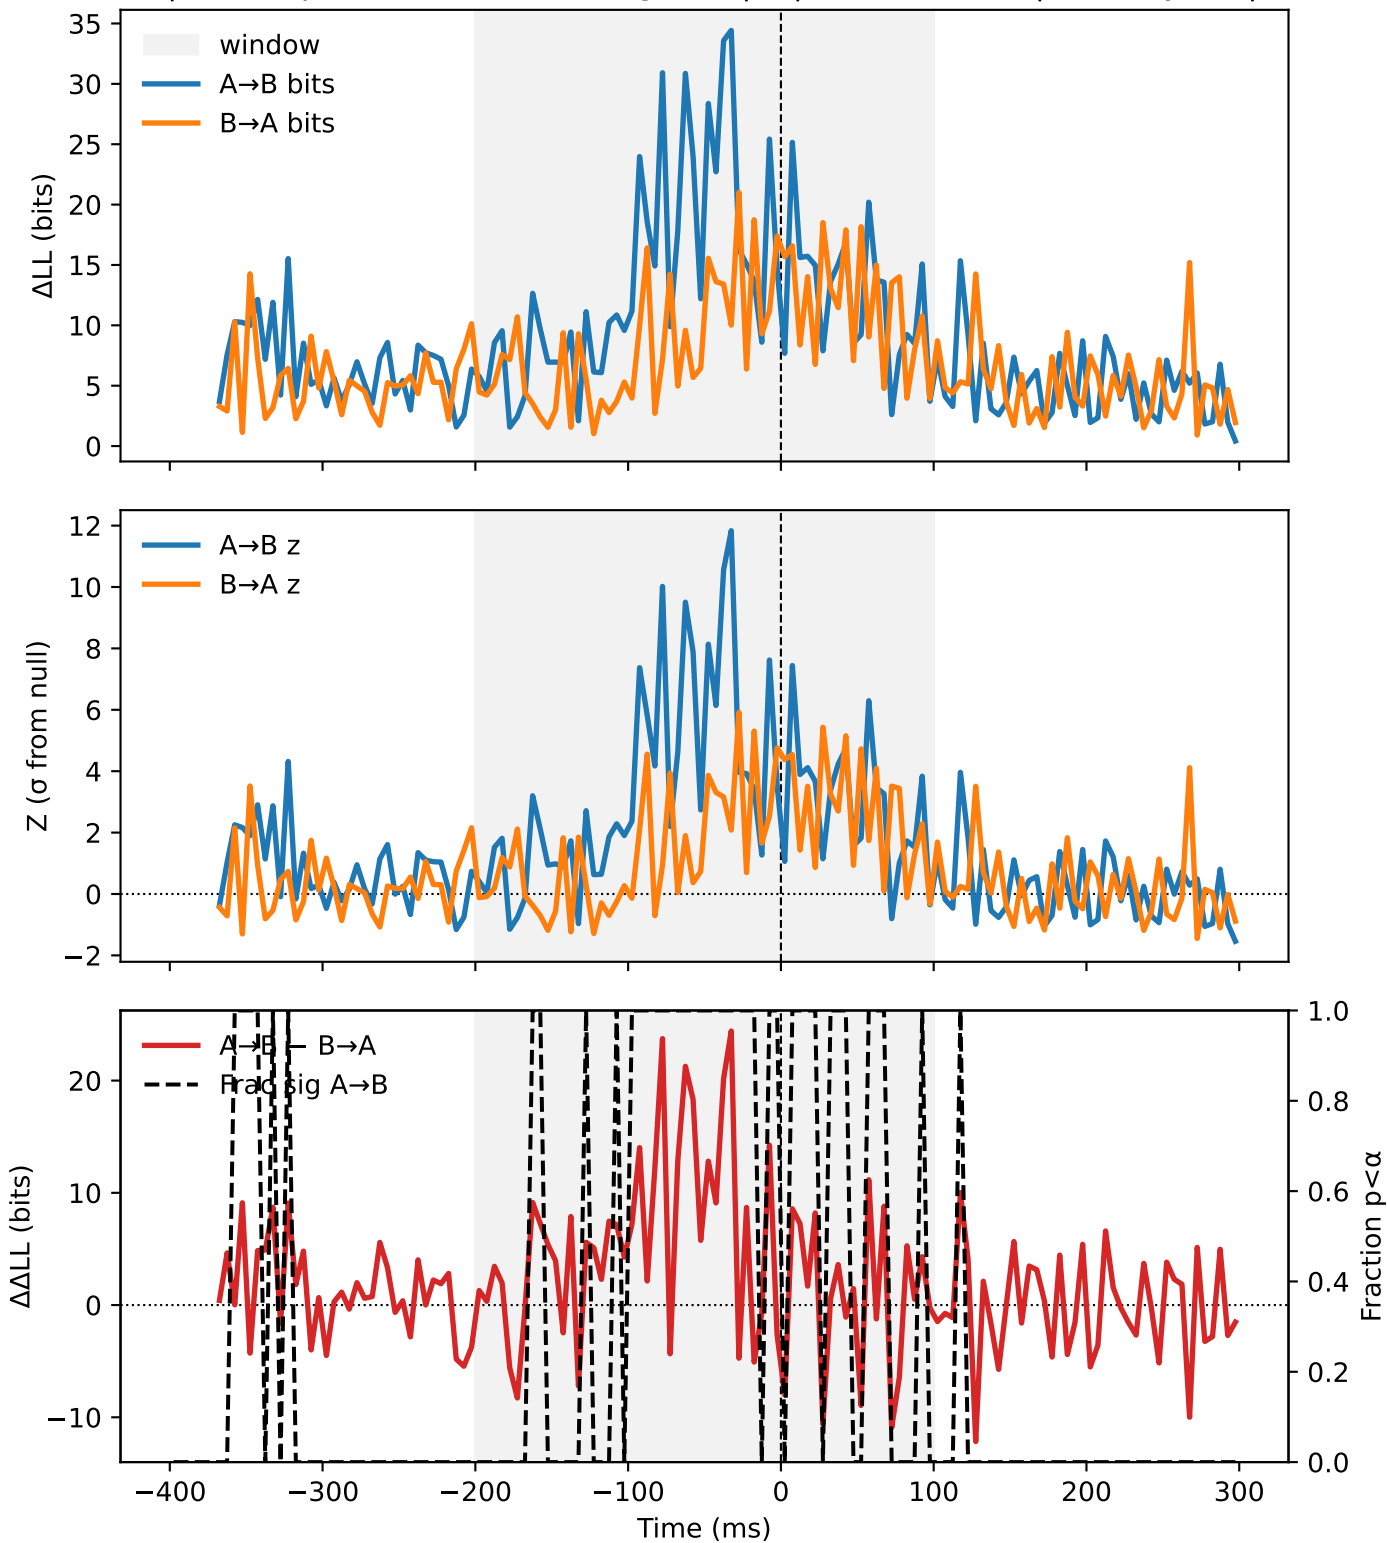 35
30
25
20
15
10
5
0
ΔLL (bits)
window
A→B bits
B→A bits
12
10
8
6
4
2
0
−2
Z (σ from null)
A→B z
B→A z
20
10
0
−10
ΔΔLL (bits)
A→B − B→A
Frac sig A→B
1.0
0.8
0.6
0.4
0.2
0.0
Fraction p<α
−400
−300
−200
−100
0
100
200
300
Time (ms)